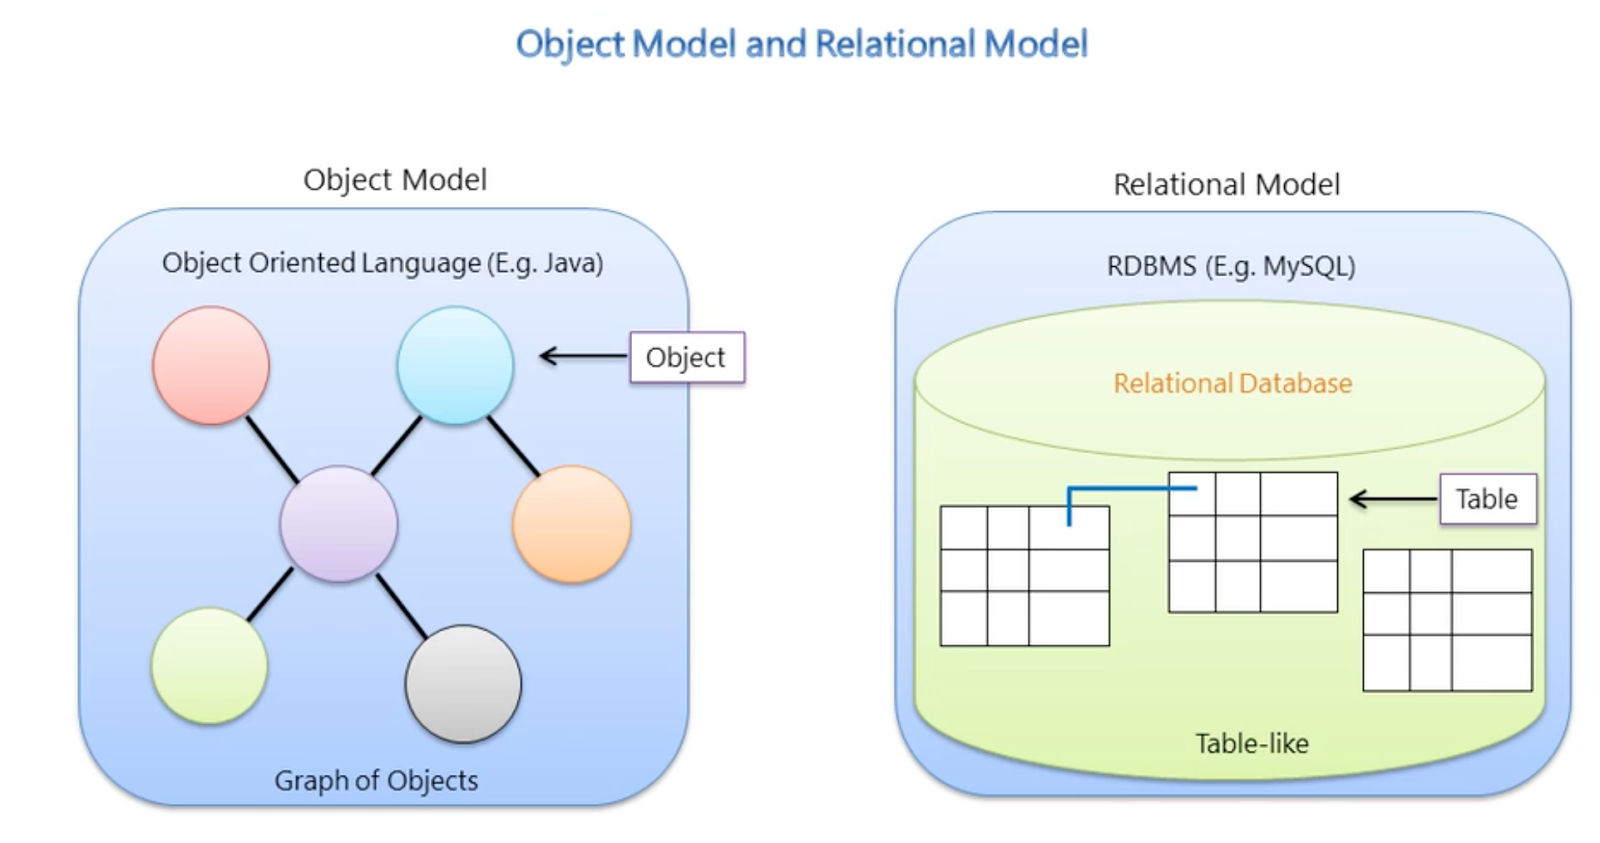 Object Model and Relational Model
Object Model
Object Oriented Language (E.g. Java)
Object
Graph of Objects
Relational Model
RDBMS (E.g. MySQL)
Relational Database
Table
Table-like